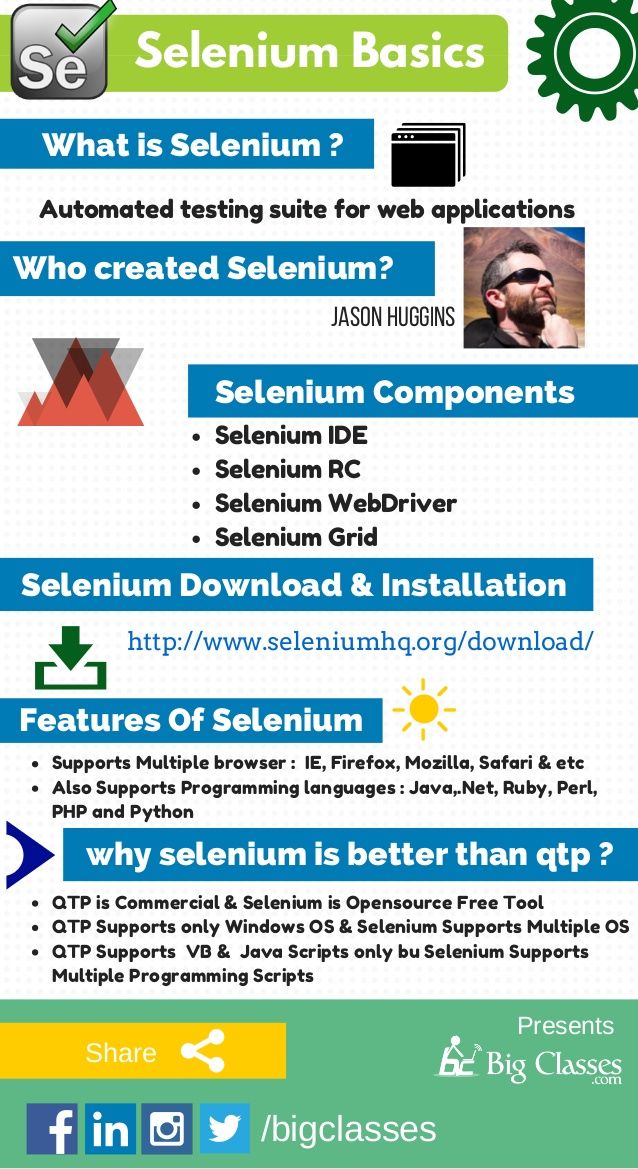 Se
Selenium Basics
What is Selenium ?
Automated testing suite for web applications
Who created Selenium?
JASON HUGGINS
Selenium Components
• Selenium IDE
• Selenium RC
• Selenium WebDriver
• Selenium Grid
Selenium Download & Installation
http://www.seleniumhq.org/download/
Features Of Selenium
• Supports Multiple browser : IE, Firefox, Mozilla, Safari & etc
• Also Supports Programming languages : Java,.Net, Ruby, Perl,
PHP and Python
why selenium is better than qtp ?
• QTP is Commercial & Selenium is Opensource Free Tool
• QTP Supports only Windows OS & Selenium Supports Multiple OS
• QTP Supports VB & Java Scripts only bu Selenium Supports
Multiple Programming Scripts
Presents
Share
bc Big Classes
.com
f in /bigclasses